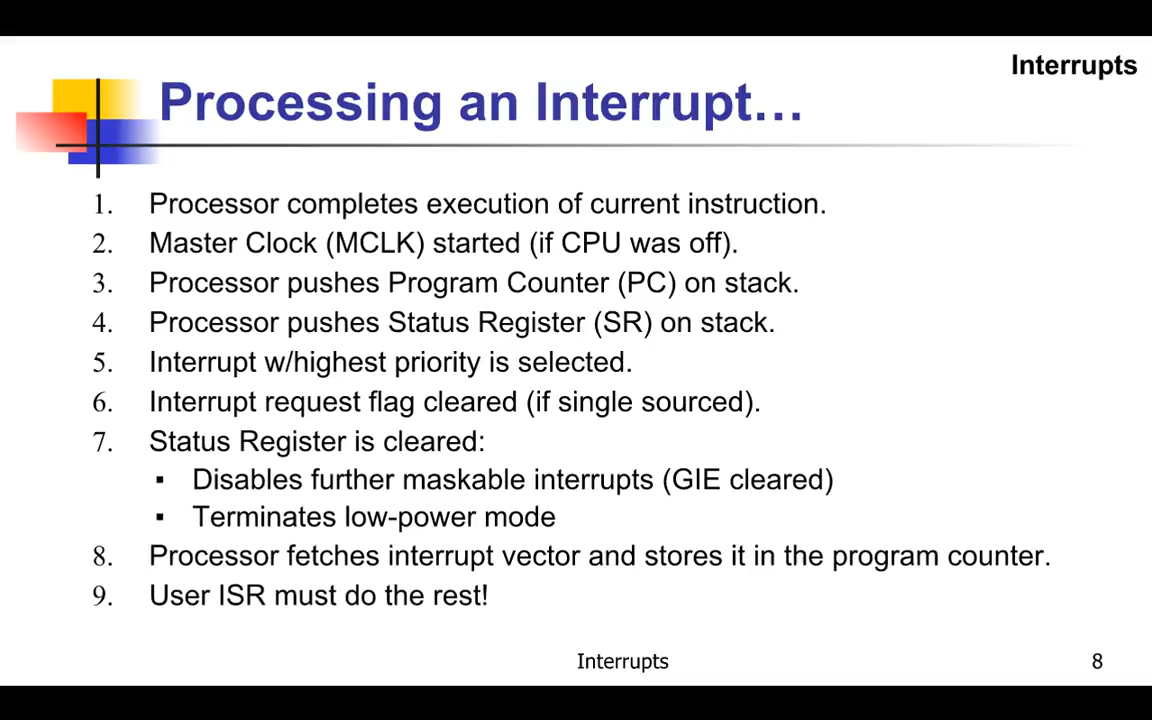 Interrupts
Processing an Interrupt…
1. Processor completes execution of current instruction.
2. Master Clock (MCLK) started (if CPU was off).
3. Processor pushes Program Counter (PC) on stack.
4. Processor pushes Status Register (SR) on stack.
5. Interrupt w/highest priority is selected.
6. Interrupt request flag cleared (if single sourced).
7. Status Register is cleared:
▪ Disables further maskable interrupts (GIE cleared)
▪ Terminates low-power mode
8. Processor fetches interrupt vector and stores it in the program counter.
9. User ISR must do the rest!
Interrupts 8